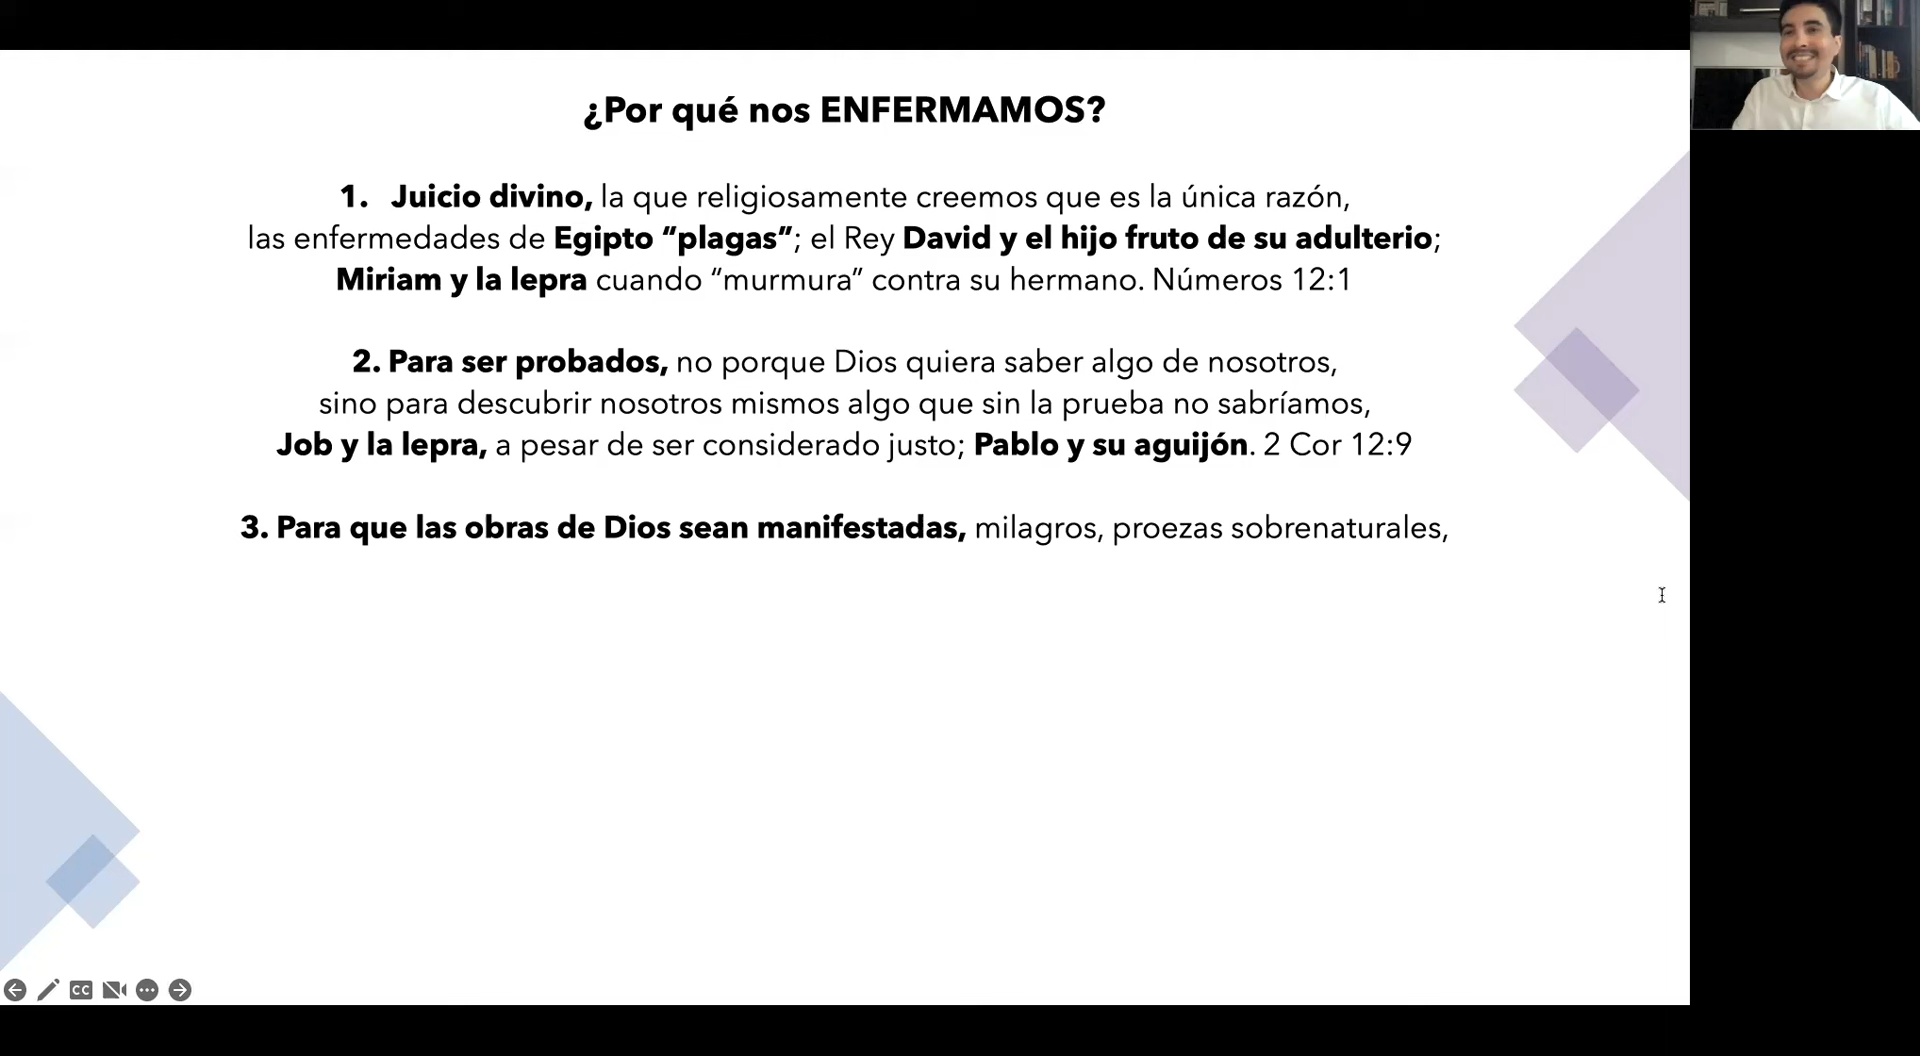 ¿Por qué nos ENFERMAMOS?
1. Juicio divino, la que religiosamente creemos que es la única razón,
las enfermedades de Egipto “plagas”; el Rey David y el hijo fruto de su adulterio;
Miriam y la lepra cuando “murmura” contra su hermano. Números 12:1
2. Para ser probados, no porque Dios quiera saber algo de nosotros,
sino para descubrir nosotros mismos algo que sin la prueba no sabríamos,
Job y la lepra, a pesar de ser considerado justo; Pablo y su aguijón. 2 Cor 12:9
3. Para que las obras de Dios sean manifestadas, milagros, proezas sobrenaturales,
CC